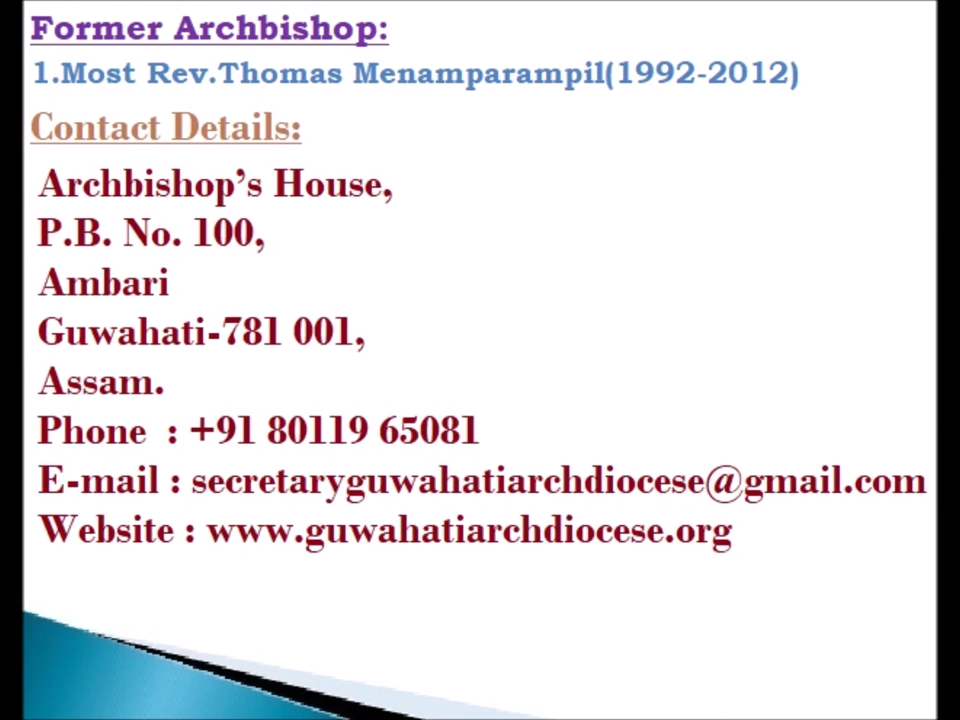 Former Archbishop:
1.Most Rev.Thomas Menamparampil(1992-2012)
Contact Details:
Archbishop’s House,
P.B. No. 100,
Ambari
Guwahati-781 001,
Assam.
Phone : +91 80119 65081
E-mail : secretaryguwahatiarchdiocese@gmail.com
Website : www.guwahatiarchdiocese.org